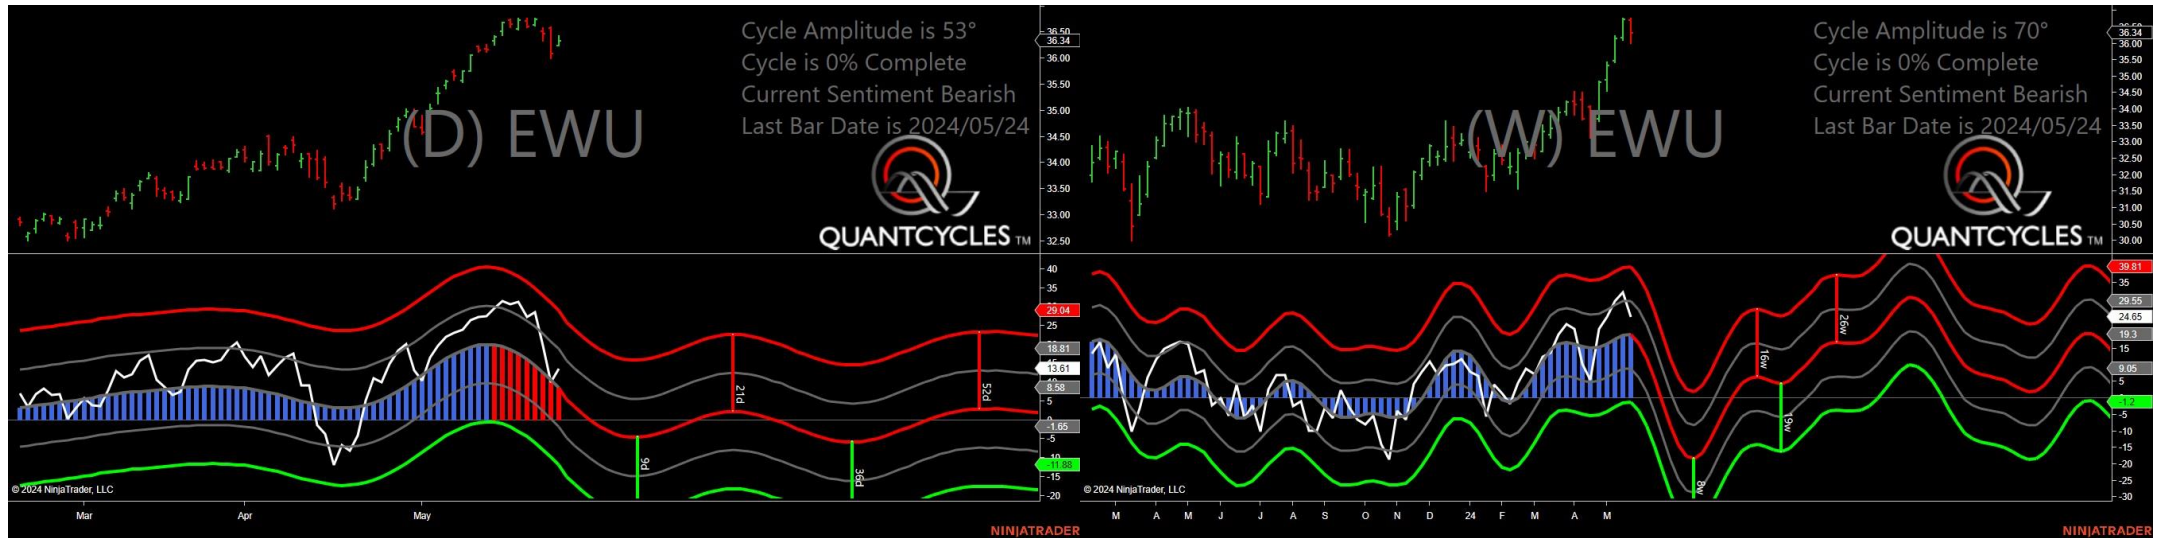 Cycle Amplitude is 53°
Cycle is 0% Complete
Current Sentiment Bearish
Last Bar Date is 2024/05/24
(D) EWU
QUANTCYCLES TM
36.50
36.34
36.00
35.50
35.00
34.50
34.00
33.50
33.00
32.50
40
35
29.04
25
18.81
13.61
8.58
5
-1.65
-5
-11.88
-15
-20
9d
21d
36d
52d
© 2024 NinjaTrader, LLC
Mar Apr May
NINJATRADER
Cycle Amplitude is 70°
Cycle is 0% Complete
Current Sentiment Bearish
Last Bar Date is 2024/05/24
(W) EWU
QUANTCYCLES TM
36.34
36.00
35.50
35.00
34.50
34.00
33.50
33.00
32.50
32.00
31.50
31.00
30.50
30.00
39.81
35
29.55
24.65
19.3
15
9.05
5
-1.2
-5
-10
-15
-20
-25
-30
8w
16w
19w
26w
© 2024 NinjaTrader, LLC
M A M J J A S O N D 24 F M A M
NINJATRADER